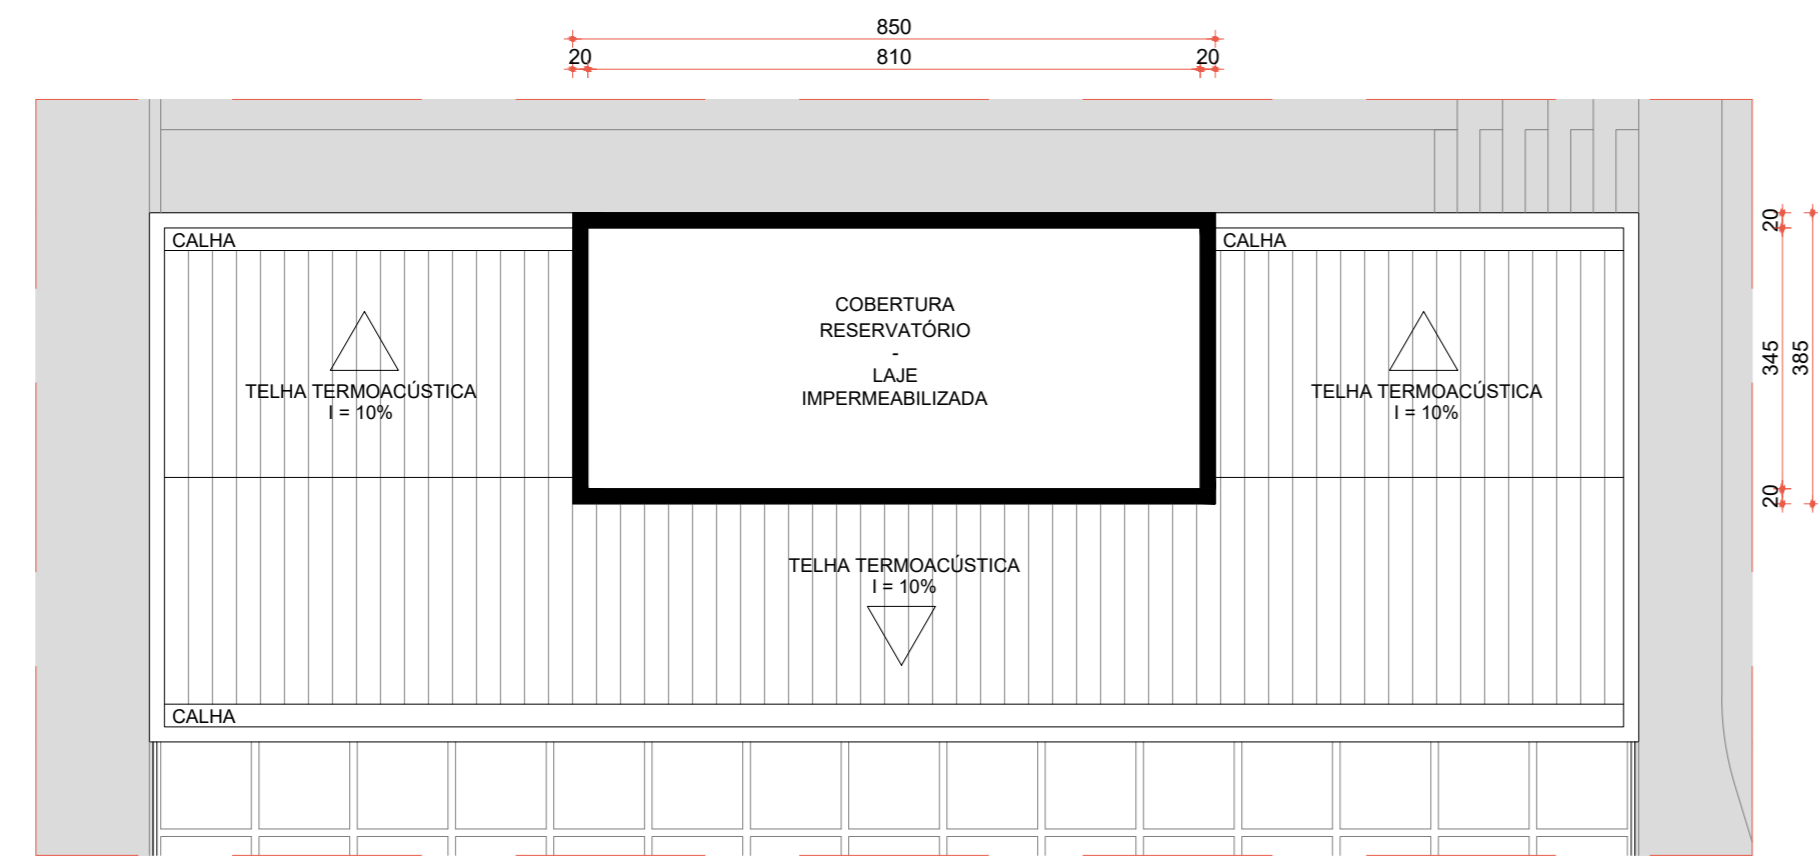 850
20 810 20
CALHA
CALHA
COBERTURA
RESERVATÓRIO
-
LAJE
IMPERMEABILIZADA
TELHA TERMOACÚSTICA
I = 10%
TELHA TERMOACÚSTICA
I = 10%
TELHA TERMOACÚSTICA
I = 10%
CALHA
20
345
385
20